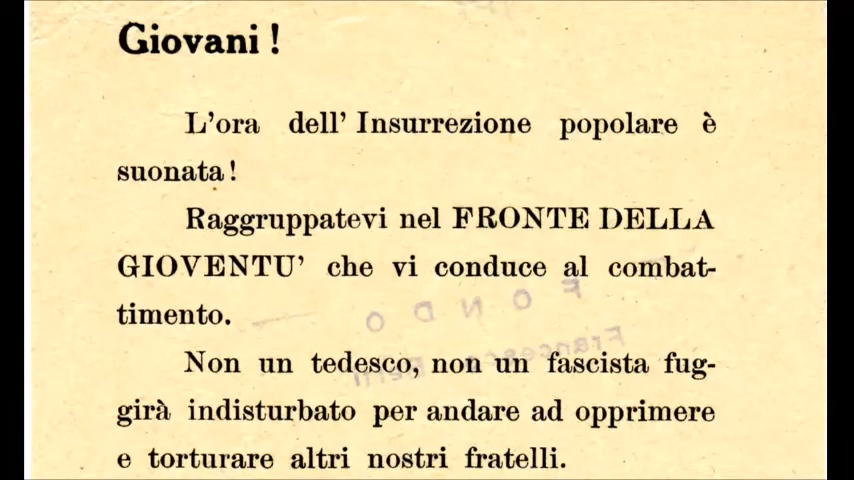 Giovani !
L'ora dell' Insurrezione popolare è
suonata !
Raggruppatevi nel FRONTE DELLA
GIOVENTU' che vi conduce al combat-
timento.
FONDO
Non un tedesco, non un fascista fug-
girà indisturbato per andare ad opprimere
e torturare altri nostri fratelli.